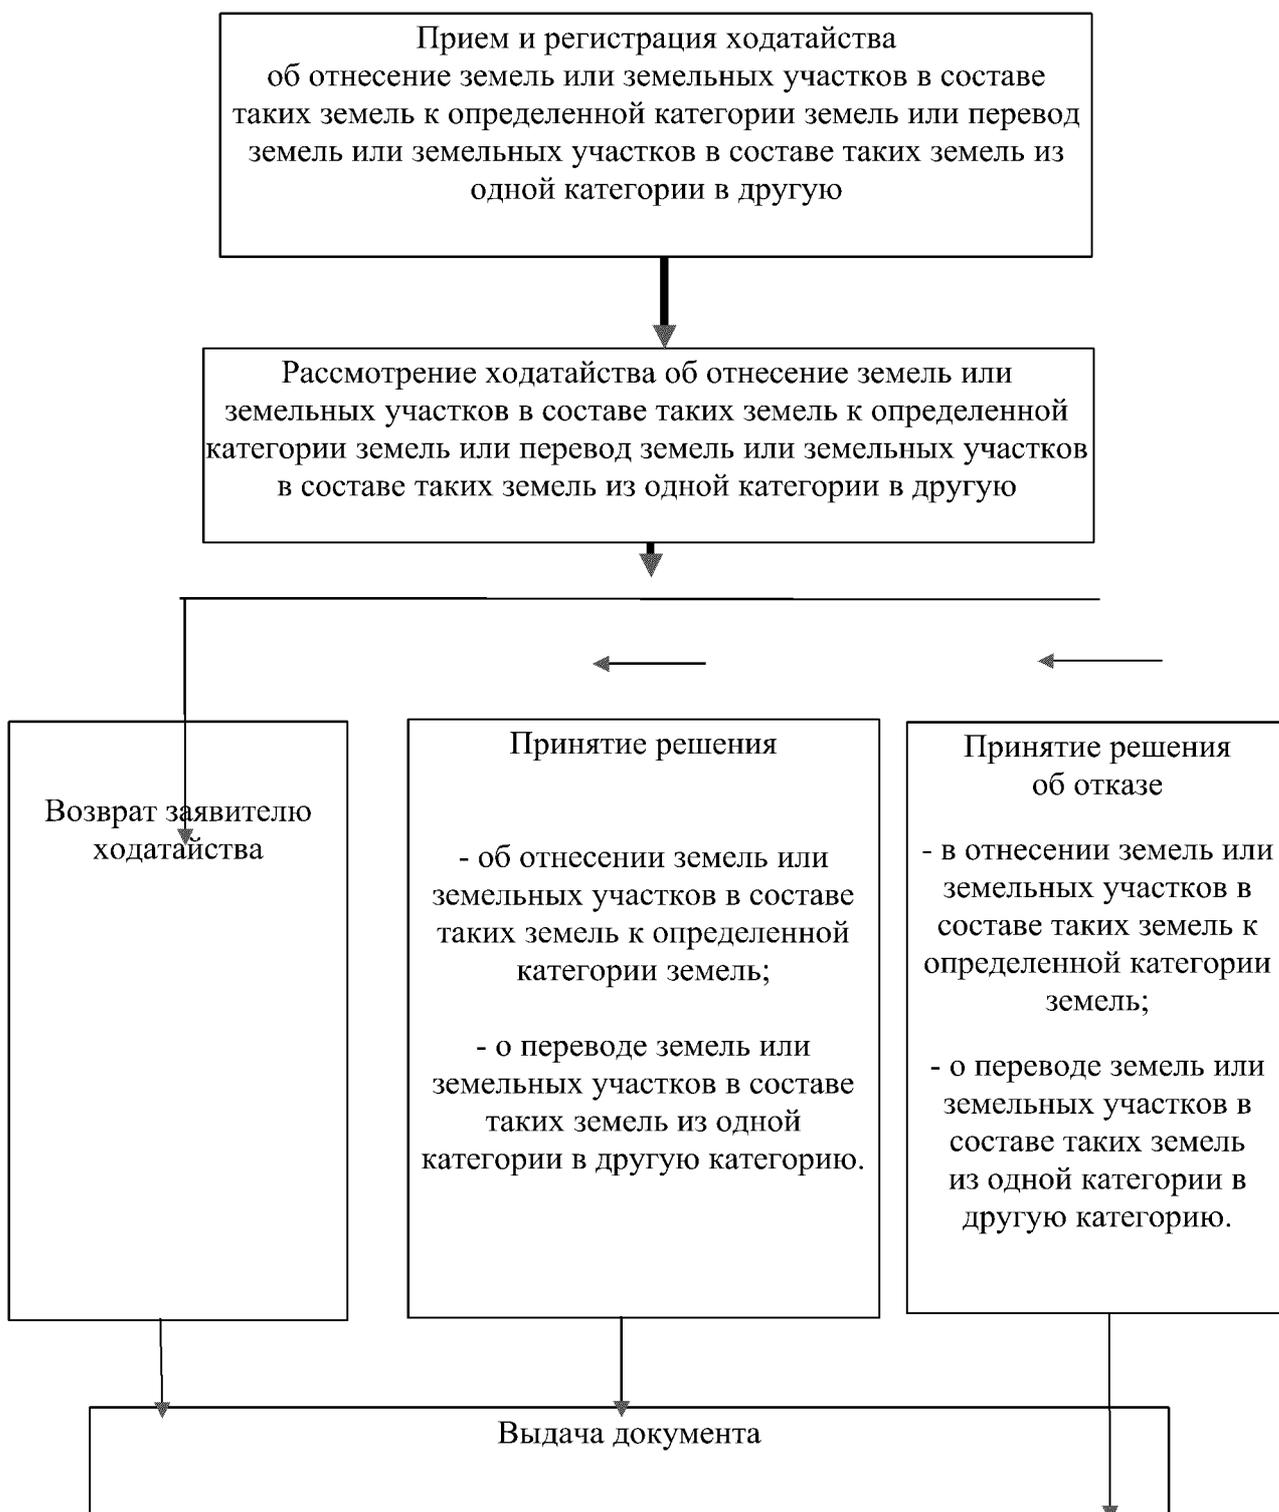 Прием и регистрация ходатайства
об отнесение земель или земельных участков в составе
таких земель к определенной категории земель или перевод
земель или земельных участков в составе таких земель из
одной категории в другую
Рассмотрение ходатайства об отнесение земель или
земельных участков в составе таких земель к определенной
категории земель или перевод земель или земельных участков
в составе таких земель из одной категории в другую
Возврат заявителю
ходатайства
Принятие решения
- об отнесении земель или
земельных участков в составе
таких земель к определенной
категории земель;
- о переводе земель или
земельных участков в составе
таких земель из одной
категории в другую категорию.
Принятие решения
об отказе
- в отнесении земель или
земельных участков в
составе таких земель к
определенной категории
земель;
- о переводе земель или
земельных участков в
составе таких земель
из одной категории в
другую категорию.
Выдача документа